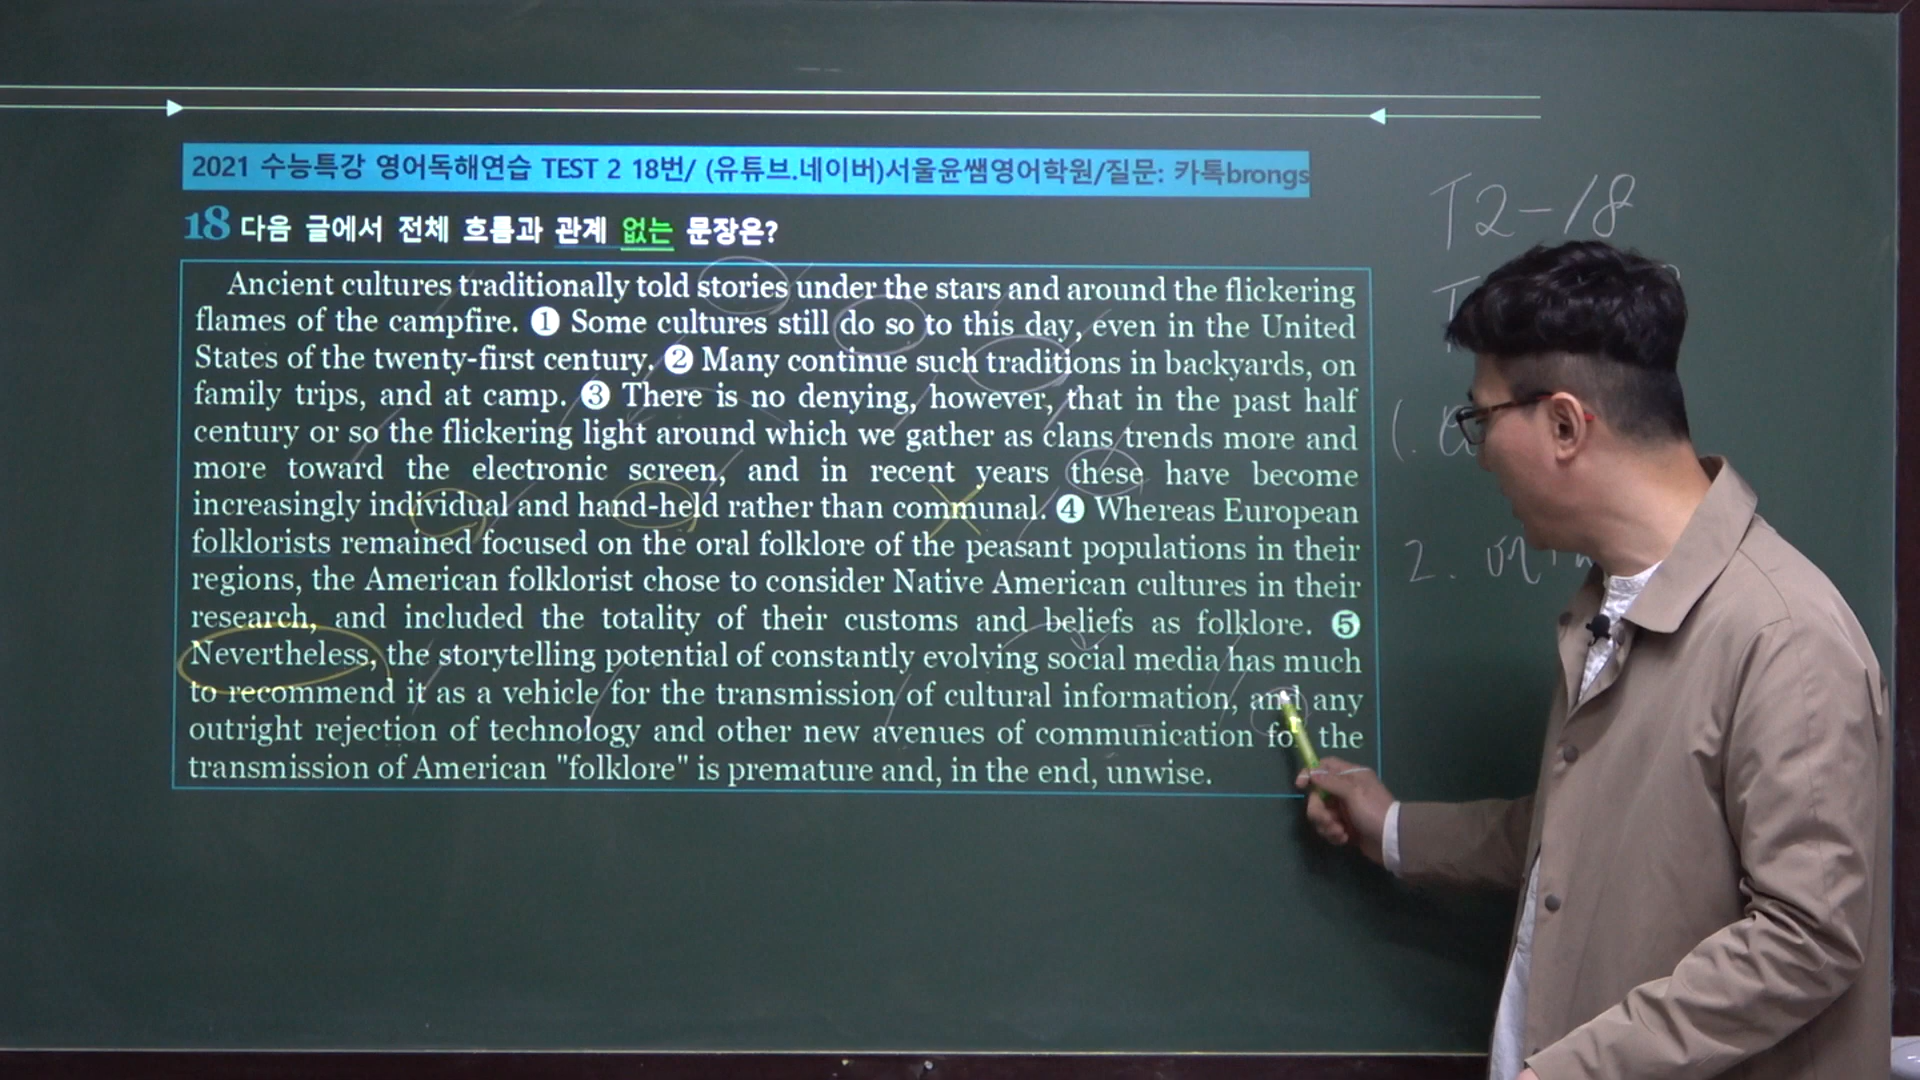 2021 수능특강 영어독해연습 TEST 2 18번/ (유튜브.네이버)서울윤쌤영어학원/질문: 카톡brongs
18 다음 글에서 전체 흐름과 관계 없는 문장은?
Ancient cultures traditionally told stories under the stars and around the flickering
flames of the campfire. ❶ Some cultures still do so to this day, even in the United
States of the twenty-first century. ❷ Many continue such traditions in backyards, on
family trips, and at camp. ❸ There is no denying, however, that in the past half
century or so the flickering light around which we gather as clans trends more and
more toward the electronic screen, and in recent years these have become
increasingly individual and hand-held rather than communal. ❹ Whereas European
folklorists remained focused on the oral folklore of the peasant populations in their
regions, the American folklorist chose to consider Native American cultures in their
research, and included the totality of their customs and beliefs as folklore. ❺
Nevertheless, the storytelling potential of constantly evolving social media has much
to recommend it as a vehicle for the transmission of cultural information, and any
outright rejection of technology and other new avenues of communication for the
transmission of American "folklore" is premature and, in the end, unwise.
T2-18
1.
2.